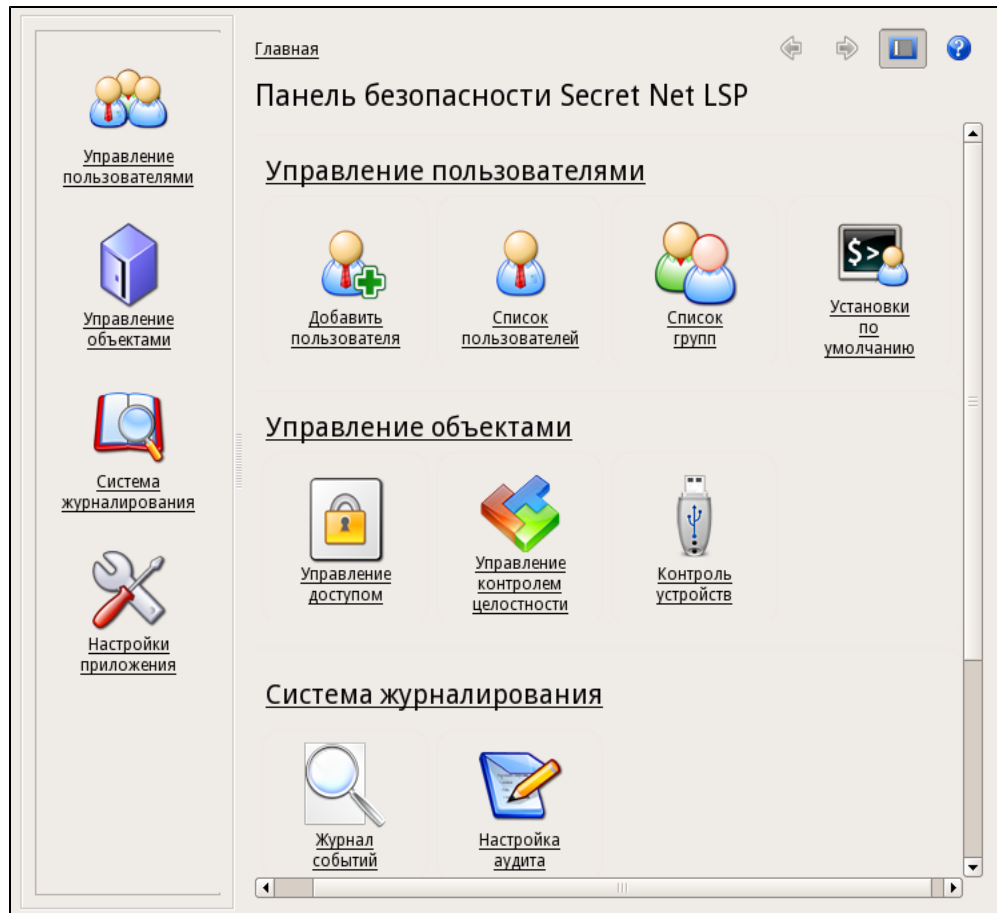 Управление
пользователями
Управление
объектами
Система
журналирования
Настройки
приложения
Главная
Панель безопасности Secret Net LSP
Управление пользователями
Добавить
пользователя
Список
пользователей
Список
групп
$>
Установки
по
умолчанию
Управление объектами
Управление
доступом
Управление
контролем
целостности
Контроль
устройств
Система журналирования
Журнал
событий
Настройка
аудита